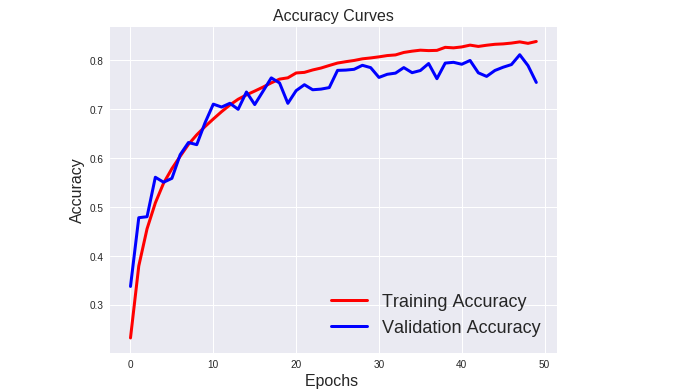 Accuracy Curves
0.8
0.7
0.6
0.5
0.4
0.3
Accuracy
Training Accuracy
Validation Accuracy
0 10 20 30 40 50
Epochs